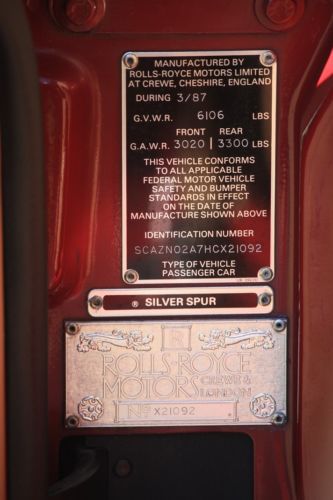 MANUFACTURED BY
ROLLS-ROYCE MOTORS LIMITED
AT CREWE, CHESHIRE, ENGLAND
DURING 3/87
G.V.W.R. 6106 LBS
FRONT REAR
G.A.W.R. 3020 | 3300 LBS
THIS VEHICLE CONFORMS
TO ALL APPLICABLE
FEDERAL MOTOR VEHICLE
SAFETY AND BUMPER
STANDARDS IN EFFECT
ON THE DATE OF
MANUFACTURE SHOWN ABOVE
IDENTIFICATION NUMBER
SCAZN02A7HCX21092
TYPE OF VEHICLE
PASSENGER CAR
® SILVER SPUR
ROLLS-ROYCE
MOTORS CREWE &
LONDON
No X21092